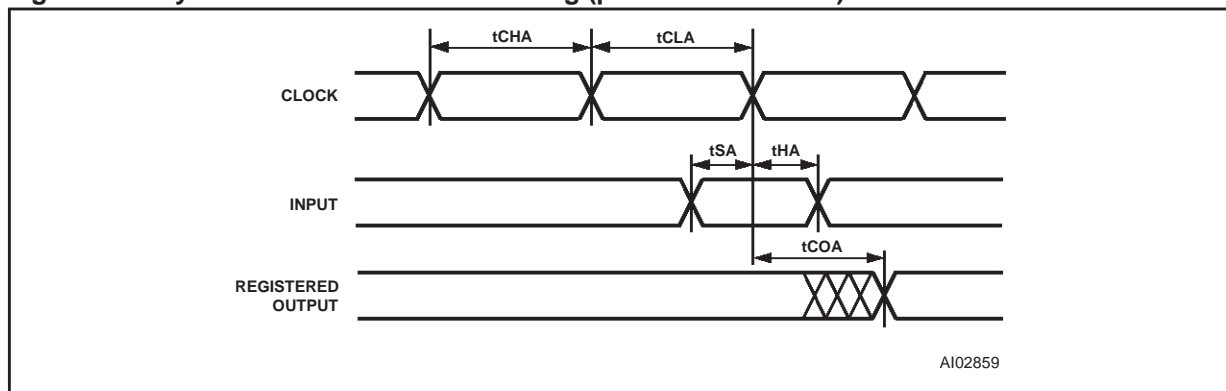 tCHA tCLA
CLOCK
tSA tHA
INPUT
tCOA
REGISTERED
OUTPUT
AI02859